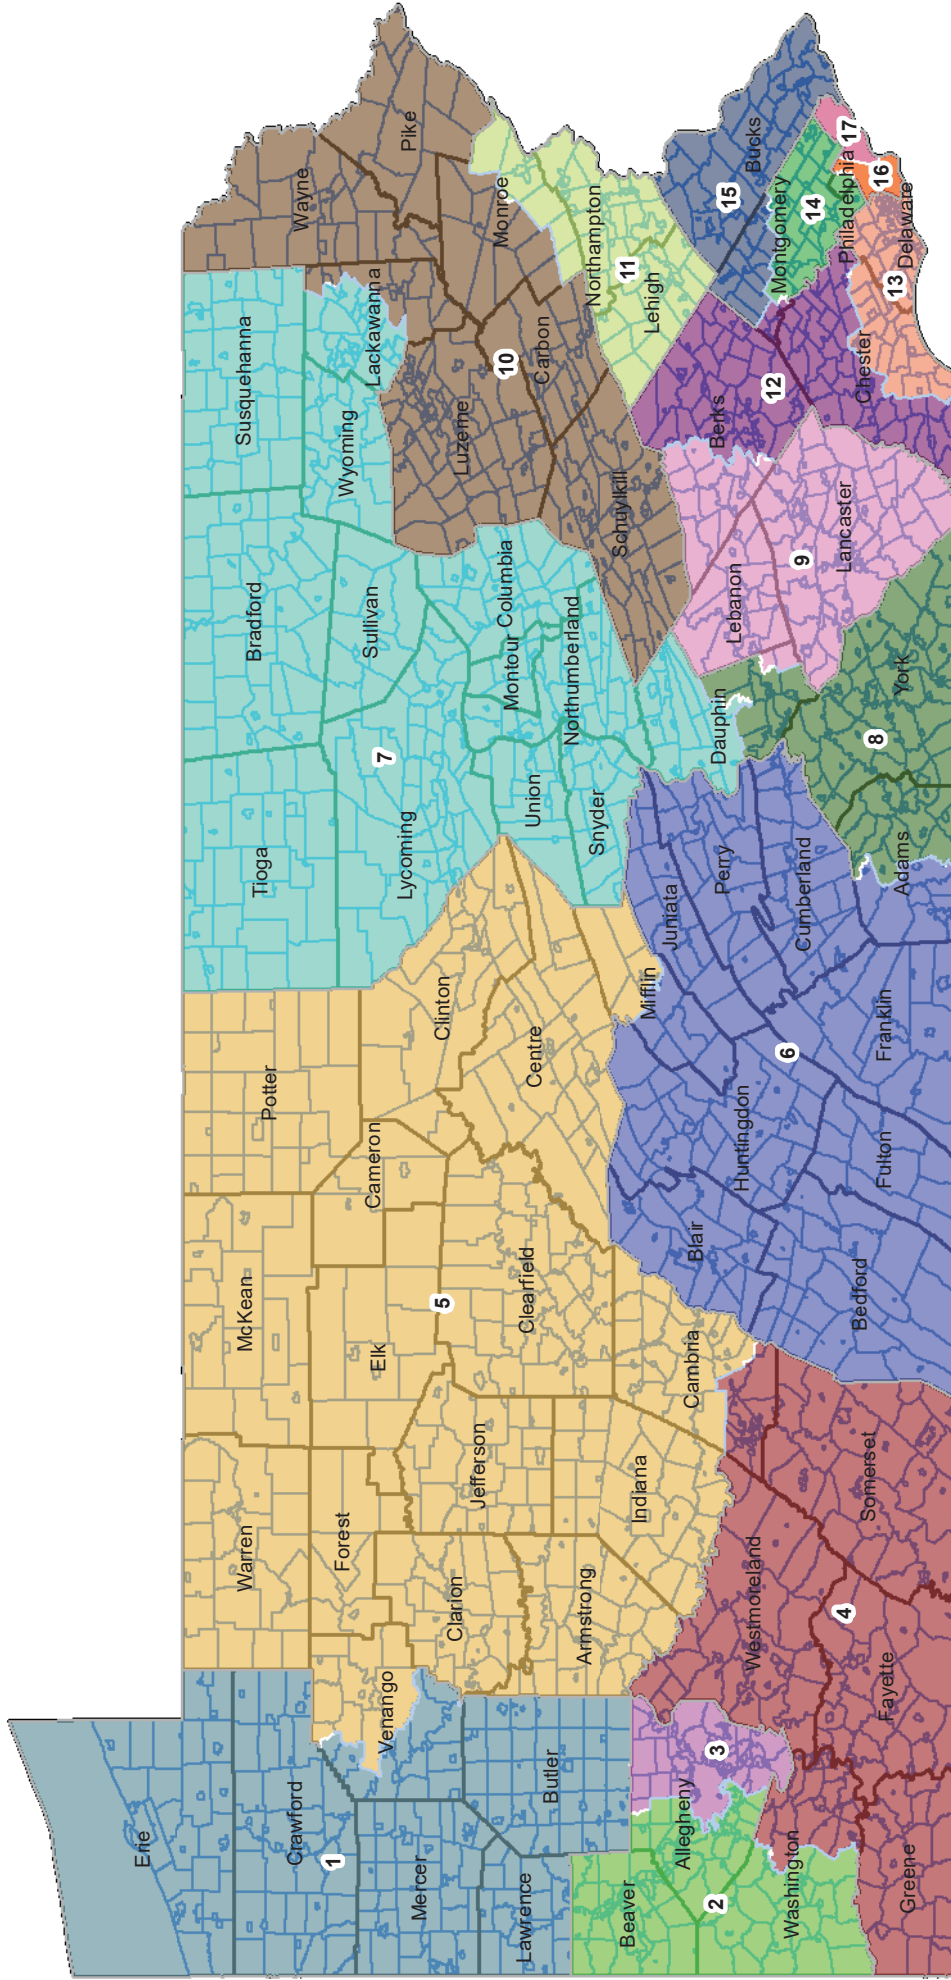 Erie
Crawford
1
Mercer
Lawrence
Butler
Venango
Warren
Forest
Clarion
Armstrong
Jefferson
Indiana
McKean
Elk
5
Clearfield
Cambria
Potter
Cameron
Clinton
Centre
Mifflin
Tioga
Lycoming
7
Union
Snyder
Bradford
Sullivan
Montour
Columbia
Northumberland
Dauphin
Susquehanna
Wyoming
Lackawanna
Wayne
Pike
Monroe
Luzerne
10
Carbon
Schuylkill
Northampton
11
Lehigh
Beaver
2
Allegheny
3
Washington
Greene
Westmoreland
4
Fayette
Somerset
Blair
Bedford
Huntingdon
6
Fulton
Franklin
Juniata
Perry
Cumberland
Adams
8
York
Lebanon
9
Lancaster
Berks
12
Chester
15
Bucks
Montgomery
14
Philadelphia
17
16
13
Delaware